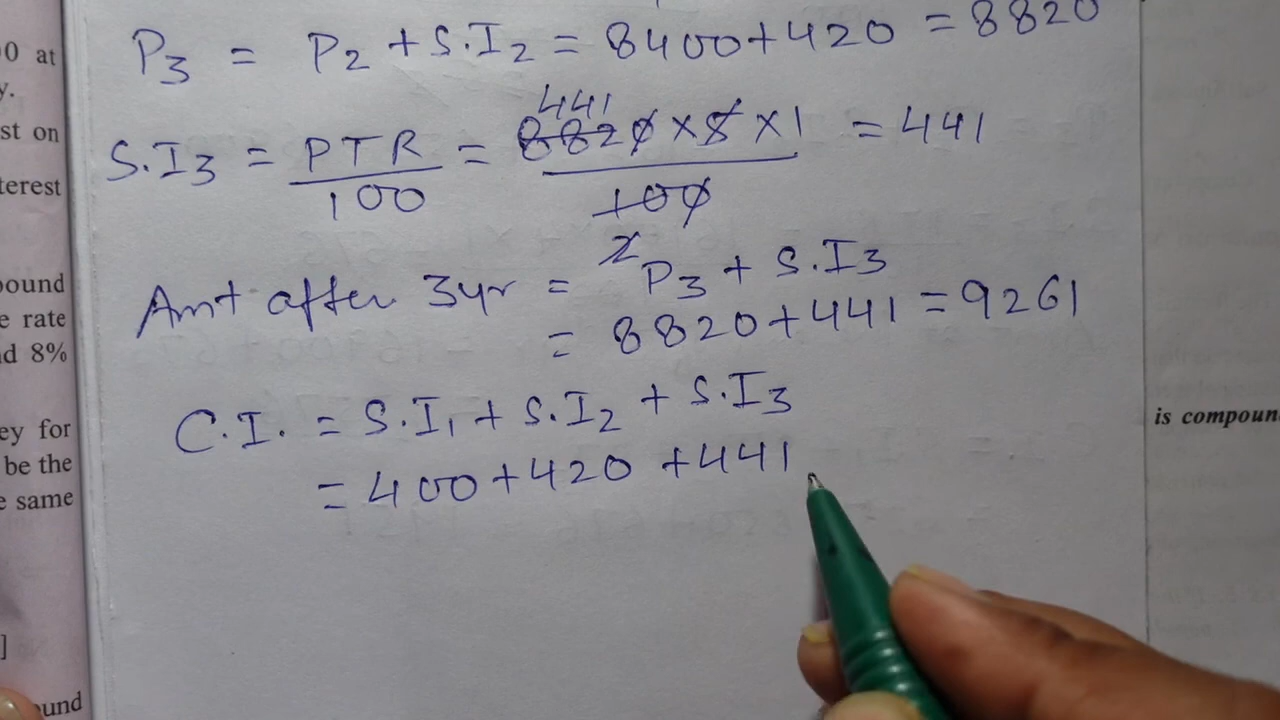 P3 = P2 + S.I2 = 8400+420 = 8820
441
S.I3 = PTR/100 = 8820×5×1/100 = 441
2
Amt after 3yr = P3 + S.I3
= 8820+441 = 9261
C.I. = S.I1 + S.I2 + S.I3
= 400+420+441
0 at
y.
st on
terest
ound
e rate
nd 8%
ey for
be the
e same
]
ound
is compoun